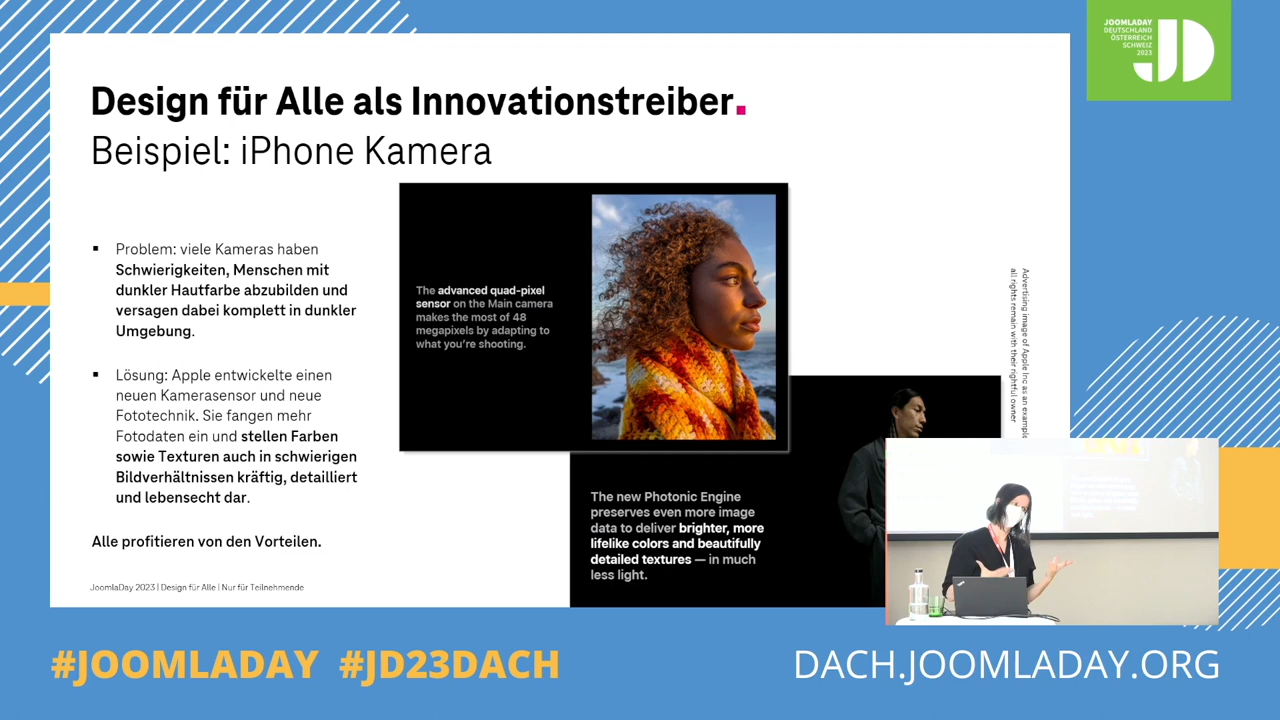 JOOMLADAY
DEUTSCHLAND
ÖSTERREICH
SCHWEIZ
2023
JD
Design für Alle als Innovationstreiber.
Beispiel: iPhone Kamera
▪ Problem: viele Kameras haben
Schwierigkeiten, Menschen mit
dunkler Hautfarbe abzubilden und
versagen dabei komplett in dunkler
Umgebung.
▪ Lösung: Apple entwickelte einen
neuen Kamerasensor und neue
Fototechnik. Sie fangen mehr
Fotodaten ein und stellen Farben
sowie Texturen auch in schwierigen
Bildverhältnissen kräftig, detailliert
und lebensecht dar.
Alle profitieren von den Vorteilen.
JoomlaDay 2023 | Design für Alle | Nur für Teilnehmende
The advanced quad-pixel
sensor on the Main camera
makes the most of 48
megapixels by adapting to
what you're shooting.
The new Photonic Engine
preserves even more image
data to deliver brighter, more
lifelike colors and beautifully
detailed textures — in much
less light.
Advertising image of Apple Inc as an example
all rights remain with their rightful owner
#JOOMLADAY #JD23DACH
DACH.JOOMLADAY.ORG